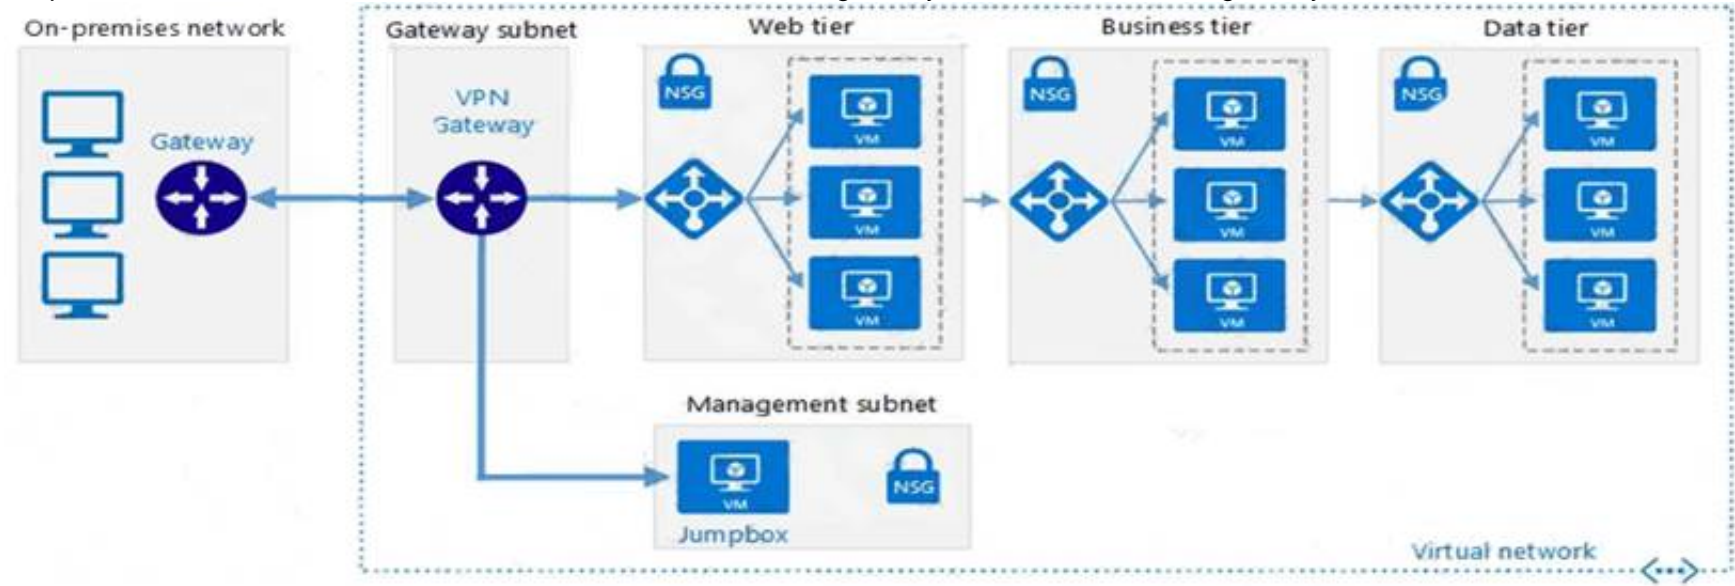 On-premises network
Gateway
Gateway subnet
VPN
Gateway
Web tier
NSG
VM
VM
VM
Business tier
NSG
VM
VM
VM
Data tier
NSG
VM
VM
VM
Management subnet
VM
NSG
Jumpbox
Virtual network